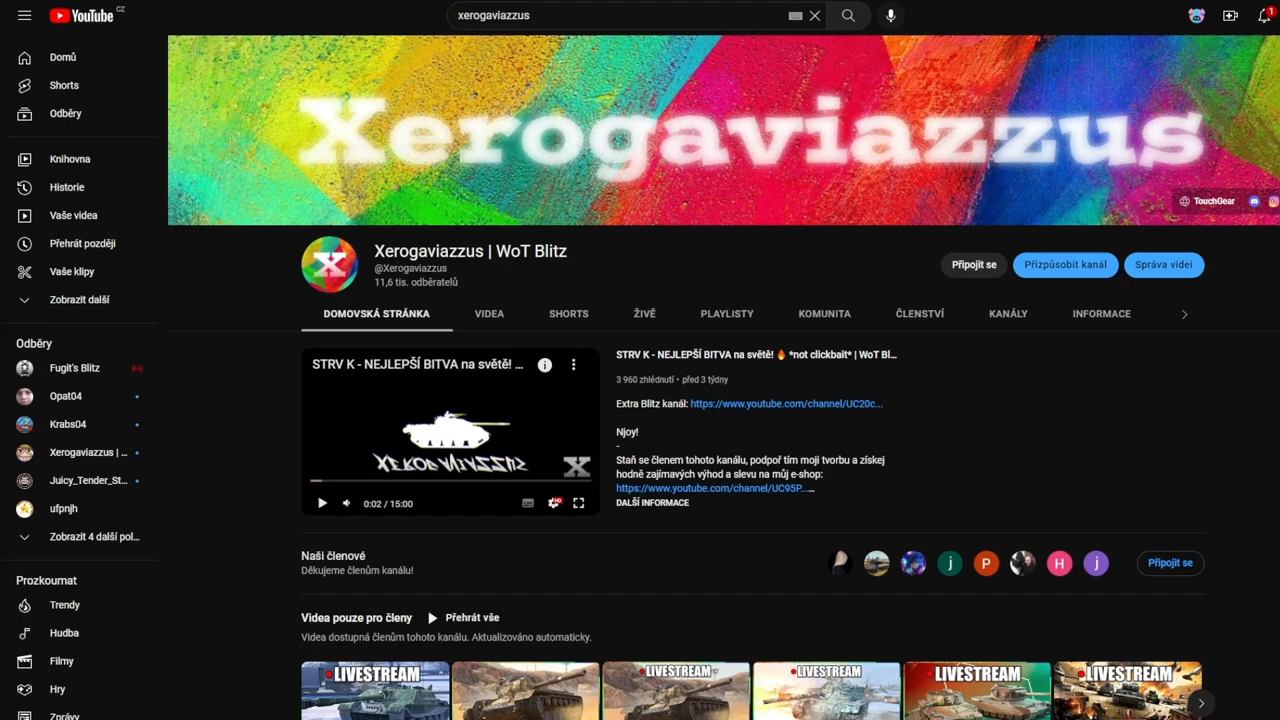 YouTube CZ
xerogaviazzus
1
Domů
Shorts
Odběry
Knihovna
Historie
Vaše videa
Přehrát později
Vaše klipy
Zobrazit další
Odběry
Fugit's Blitz
Opat04
Krabs04
Xerogaviazzus | ...
Juicy_Tender_St...
ufpnjh
Zobrazit 4 další pol...
Prozkoumat
Trendy
Hudba
Filmy
Hry
Zprávy
Xerogaviazzus
TouchGear
X
Xerogaviazzus | WoT Blitz
@Xerogaviazzus
11,6 tis. odběratelů
Připojit se
Přizpůsobit kanál
Správa videí
DOMOVSKÁ STRÁNKA
VIDEA
SHORTS
ŽIVĚ
PLAYLISTY
KOMUNITA
ČLENSTVÍ
KANÁLY
INFORMACE
STRV K - NEJLEPŠÍ BITVA na světě! ...
X
0:02 / 15:00
HD
STRV K - NEJLEPŠÍ BITVA na světě! 🔥 *not clickbait* | WoT Bl...
3 960 zhlédnutí • před 3 týdny
Extra Blitz kanál: https://www.youtube.com/channel/UC20c...
Njoy!
-
Staň se členem tohoto kanálu, podpoř tím moji tvorbu a získej
hodně zajímavých výhod a slevu na můj e-shop:
https://www.youtube.com/channel/UC95P...…
DALŠÍ INFORMACE
Naši členové
Děkujeme členům kanálu!
j
P
H
j
Připojit se
Videa pouze pro členy
Přehrát vše
Videa dostupná členům tohoto kanálu. Aktualizováno automaticky.
LIVESTREAM
LIVESTREAM
LIVESTREAM
LIVESTREAM
LIVESTREAM